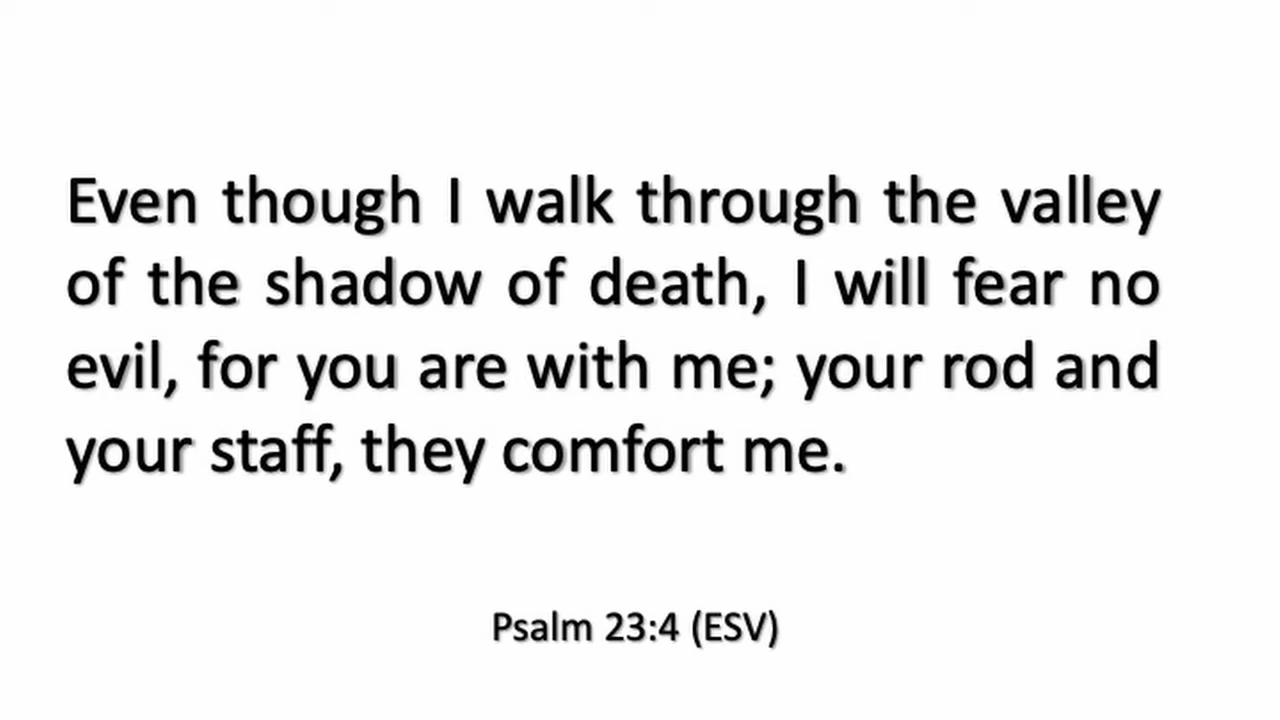 Even though I walk through the valley
of the shadow of death, I will fear no
evil, for you are with me; your rod and
your staff, they comfort me.
Psalm 23:4 (ESV)